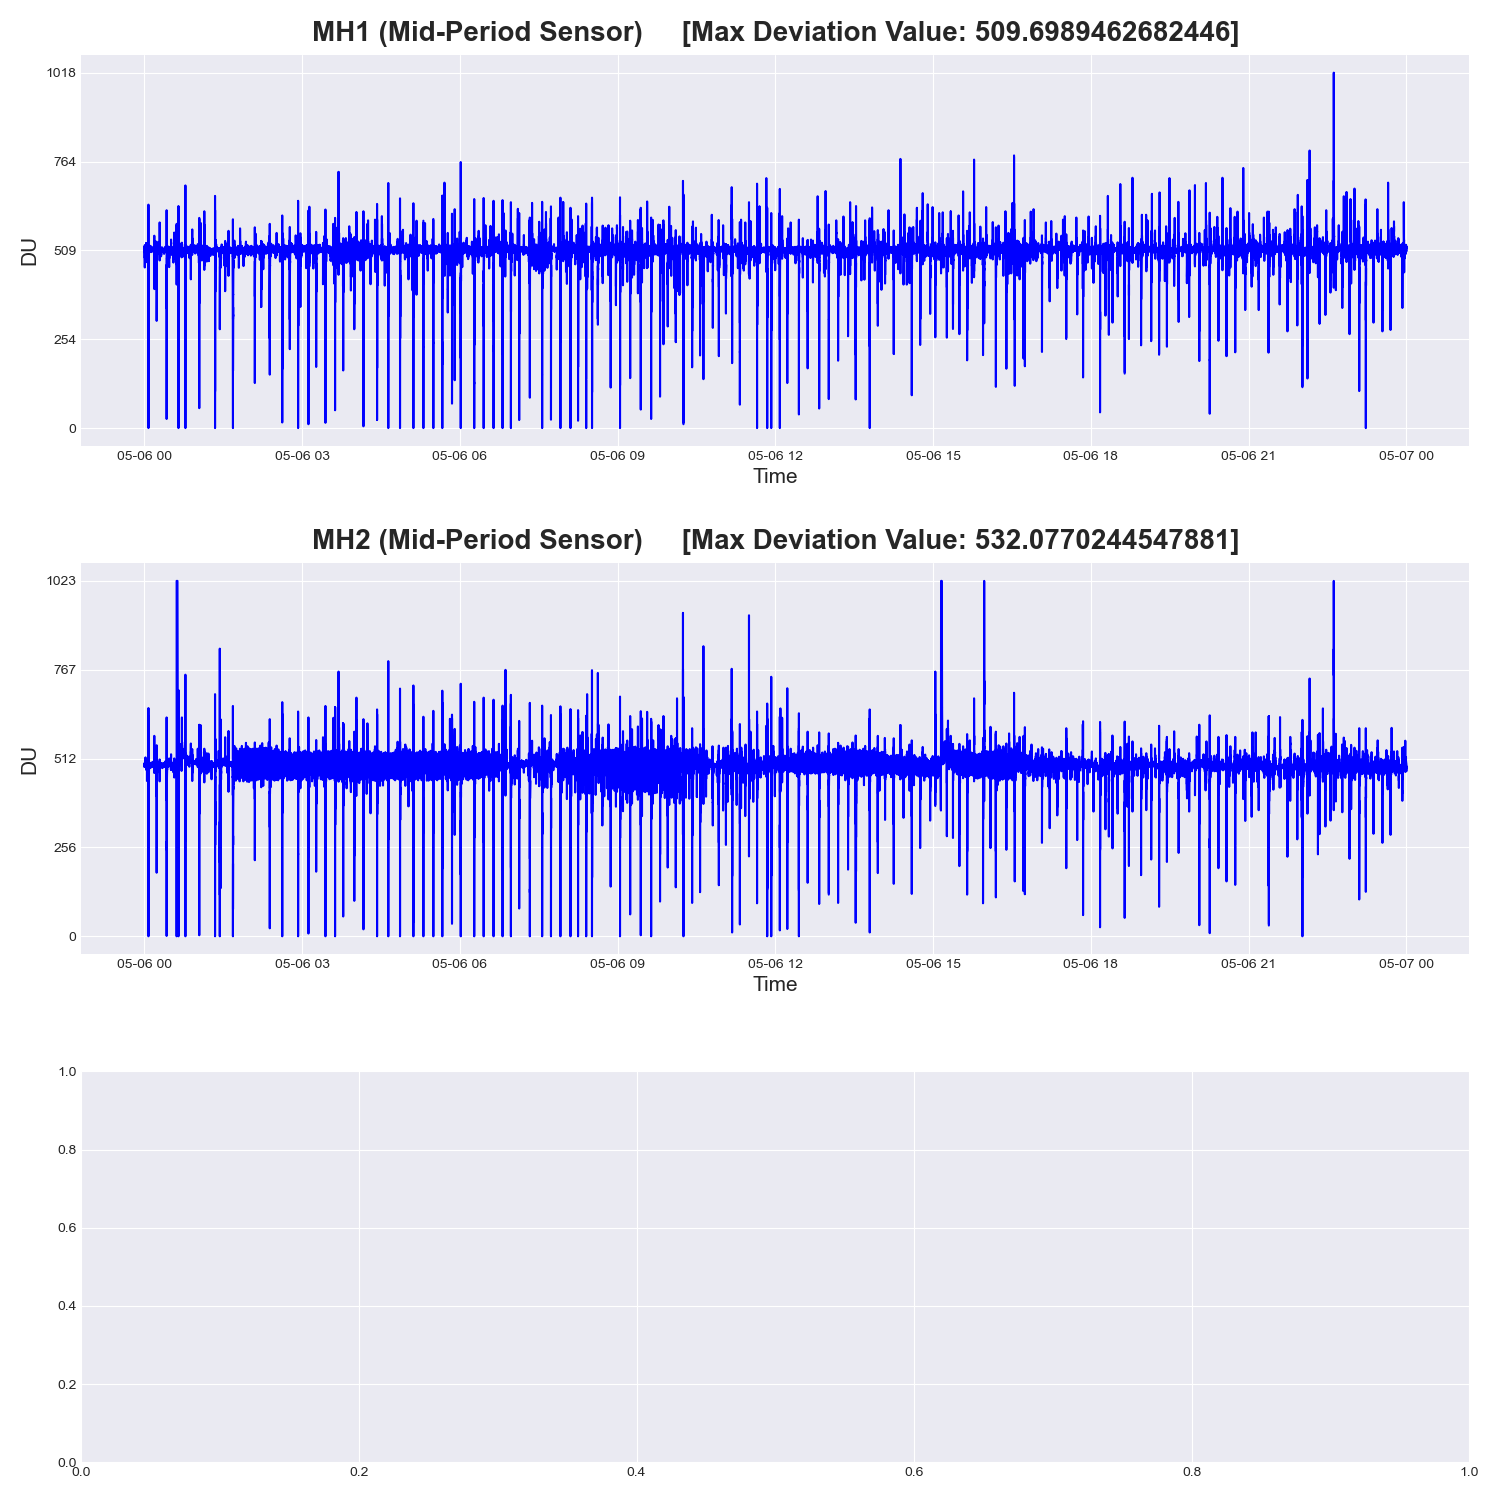 MH1 (Mid-Period Sensor) [Max Deviation Value: 509.6989462682446]
1018
764
509
254
0
DU
05-06 00 05-06 03 05-06 06 05-06 09 05-06 12 05-06 15 05-06 18 05-06 21 05-07 00
Time
MH2 (Mid-Period Sensor) [Max Deviation Value: 532.0770244547881]
1023
767
512
256
0
DU
05-06 00 05-06 03 05-06 06 05-06 09 05-06 12 05-06 15 05-06 18 05-06 21 05-07 00
Time
1.0
0.8
0.6
0.4
0.2
0.0
0.0 0.2 0.4 0.6 0.8 1.0